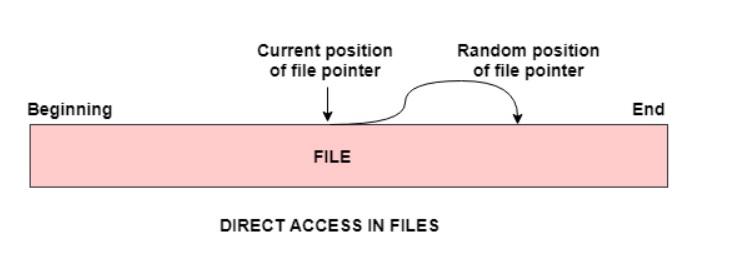 Current position
of file pointer
Random position
of file pointer
Beginning
End
FILE
DIRECT ACCESS IN FILES